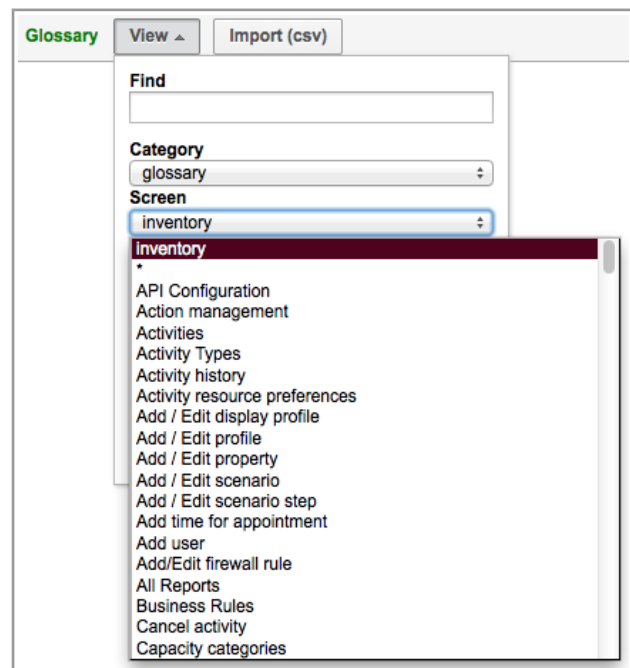 Glossary View Import (csv)
Find
Category
glossary
Screen
inventory
inventory
*
API Configuration
Action management
Activities
Activity Types
Activity history
Activity resource preferences
Add / Edit display profile
Add / Edit profile
Add / Edit property
Add / Edit scenario
Add / Edit scenario step
Add time for appointment
Add user
Add/Edit firewall rule
All Reports
Business Rules
Cancel activity
Capacity categories